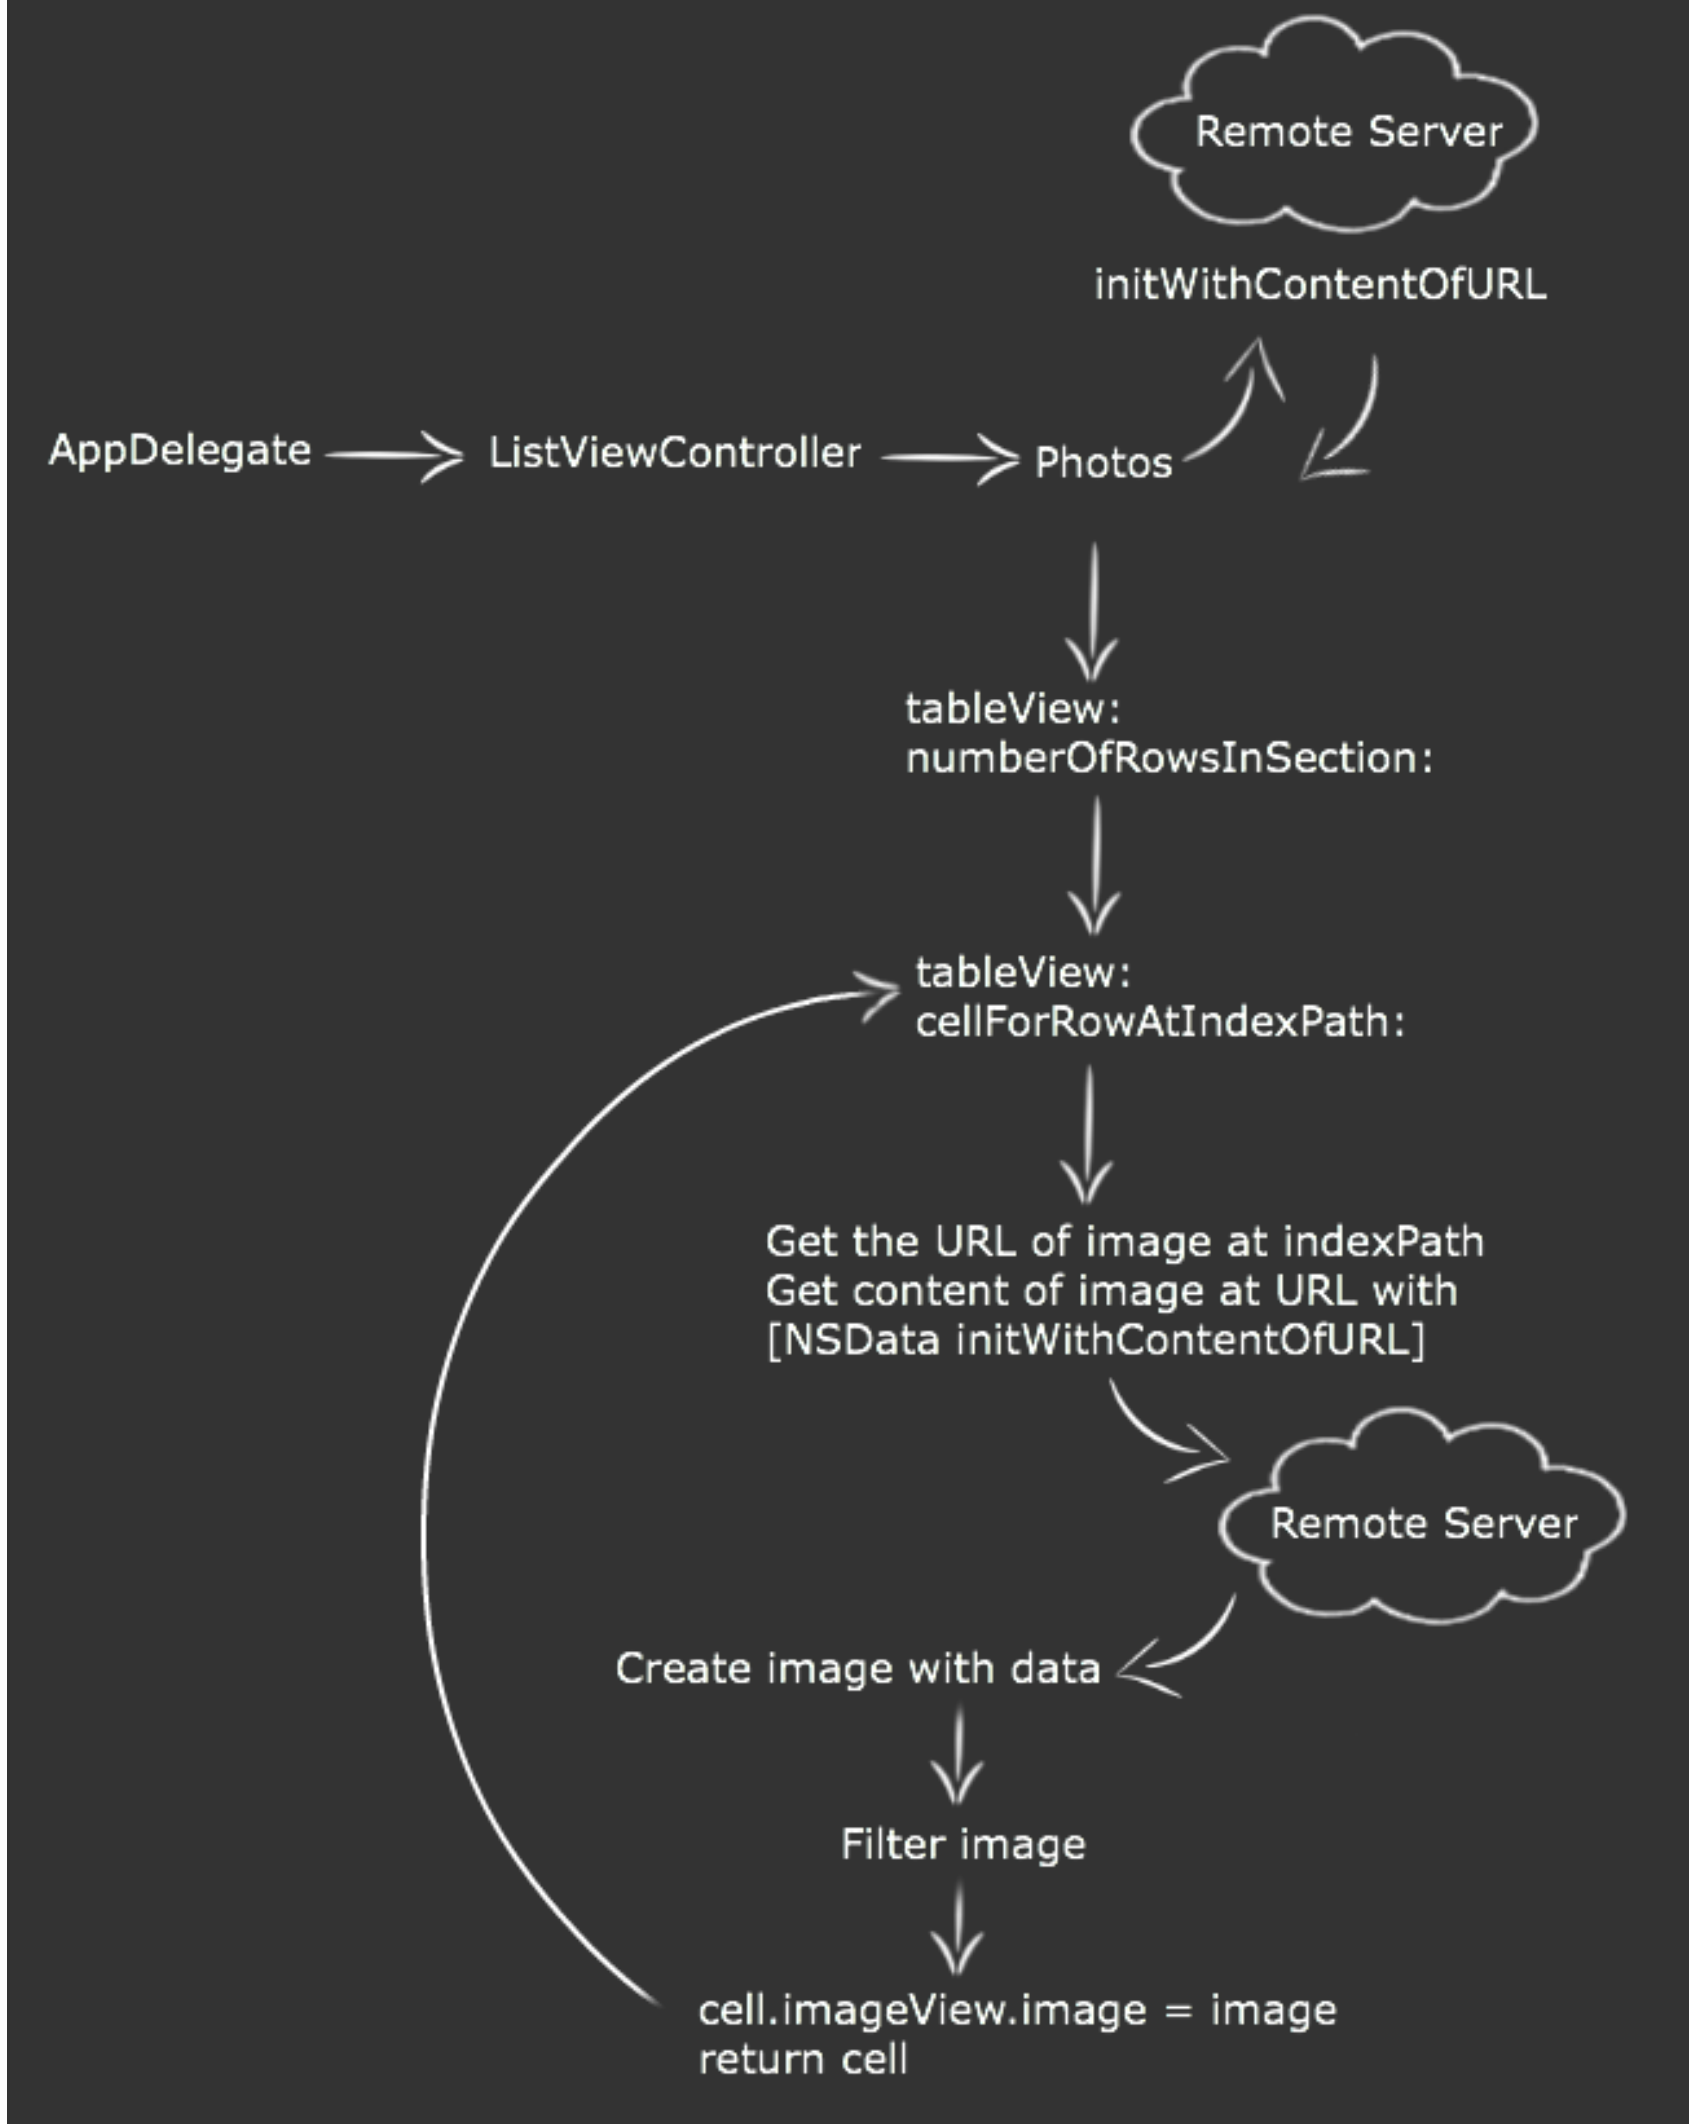 Remote Server
initWithContentOfURL
AppDelegate
ListViewController
Photos
tableView:
numberOfRowsInSection:
tableView:
cellForRowAtIndexPath:
Get the URL of image at indexPath
Get content of image at URL with
[NSData initWithContentOfURL]
Remote Server
Create image with data
Filter image
cell.imageView.image = image
return cell